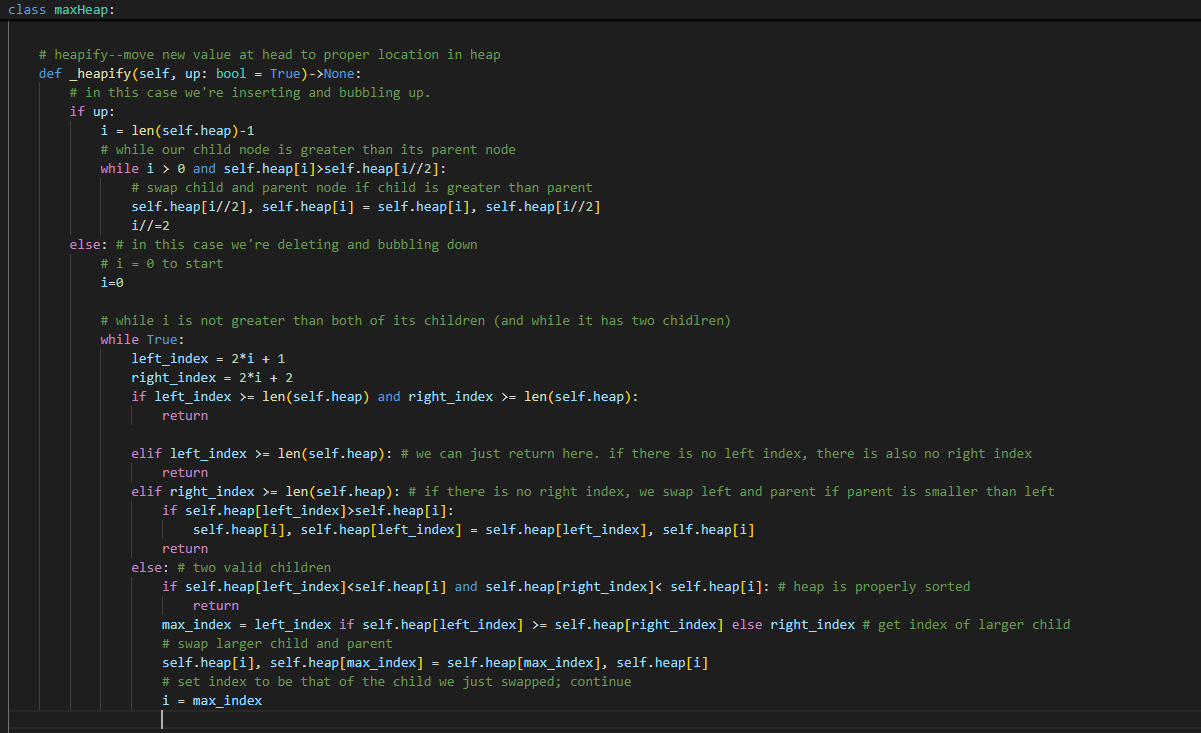 class maxHeap:
# heapify--move new value at head to proper location in heap
def _heapify(self, up: bool = True)->None:
# in this case we're inserting and bubbling up.
if up:
i = len(self.heap)-1
# while our child node is greater than its parent node
while i > 0 and self.heap[i]>self.heap[i//2]:
# swap child and parent node if child is greater than parent
self.heap[i//2], self.heap[i] = self.heap[i], self.heap[i//2]
i//=2
else: # in this case we're deleting and bubbling down
# i = 0 to start
i=0
# while i is not greater than both of its children (and while it has two chidlren)
while True:
left_index = 2*i + 1
right_index = 2*i + 2
if left_index >= len(self.heap) and right_index >= len(self.heap):
return
elif left_index >= len(self.heap): # we can just return here. if there is no left index, there is also no right index
return
elif right_index >= len(self.heap): # if there is no right index, we swap left and parent if parent is smaller than left
if self.heap[left_index]>self.heap[i]:
self.heap[i], self.heap[left_index] = self.heap[left_index], self.heap[i]
return
else: # two valid children
if self.heap[left_index]<self.heap[i] and self.heap[right_index]< self.heap[i]: # heap is properly sorted
return
max_index = left_index if self.heap[left_index] >= self.heap[right_index] else right_index # get index of larger child
# swap larger child and parent
self.heap[i], self.heap[max_index] = self.heap[max_index], self.heap[i]
# set index to be that of the child we just swapped; continue
i = max_index